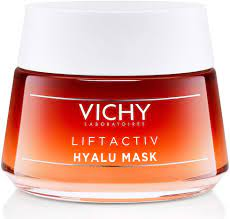 VICHY
LABORATOIRES
LIFTACTIV
HYALU MASK